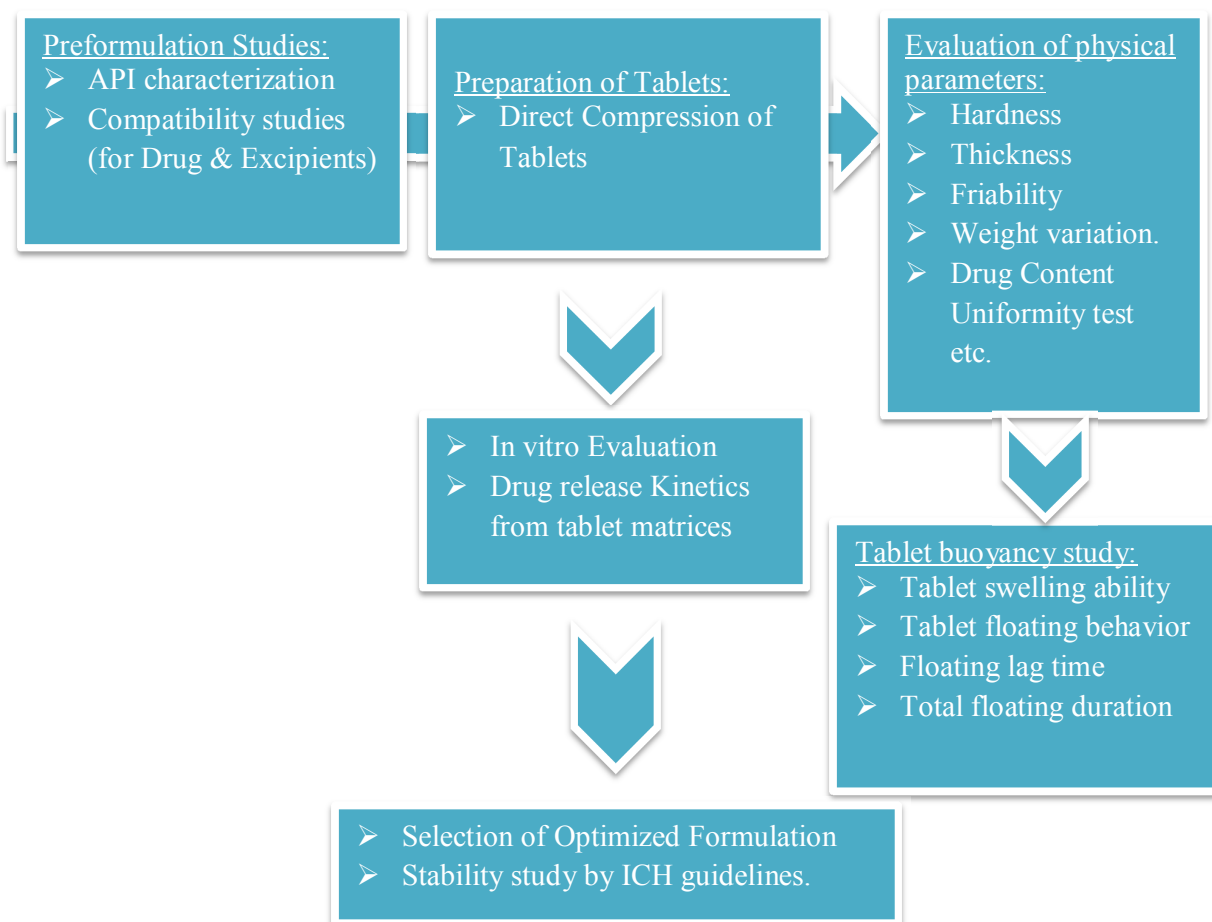 Preformulation Studies:
➢ API characterization
➢ Compatibility studies
(for Drug & Excipients)
Preparation of Tablets:
➢ Direct Compression of
Tablets
Evaluation of physical
parameters:
➢ Hardness
➢ Thickness
➢ Friability
➢ Weight variation.
➢ Drug Content
Uniformity test
etc.
➢ In vitro Evaluation
➢ Drug release Kinetics
from tablet matrices
Tablet buoyancy study:
➢ Tablet swelling ability
➢ Tablet floating behavior
➢ Floating lag time
➢ Total floating duration
➢ Selection of Optimized Formulation
➢ Stability study by ICH guidelines.